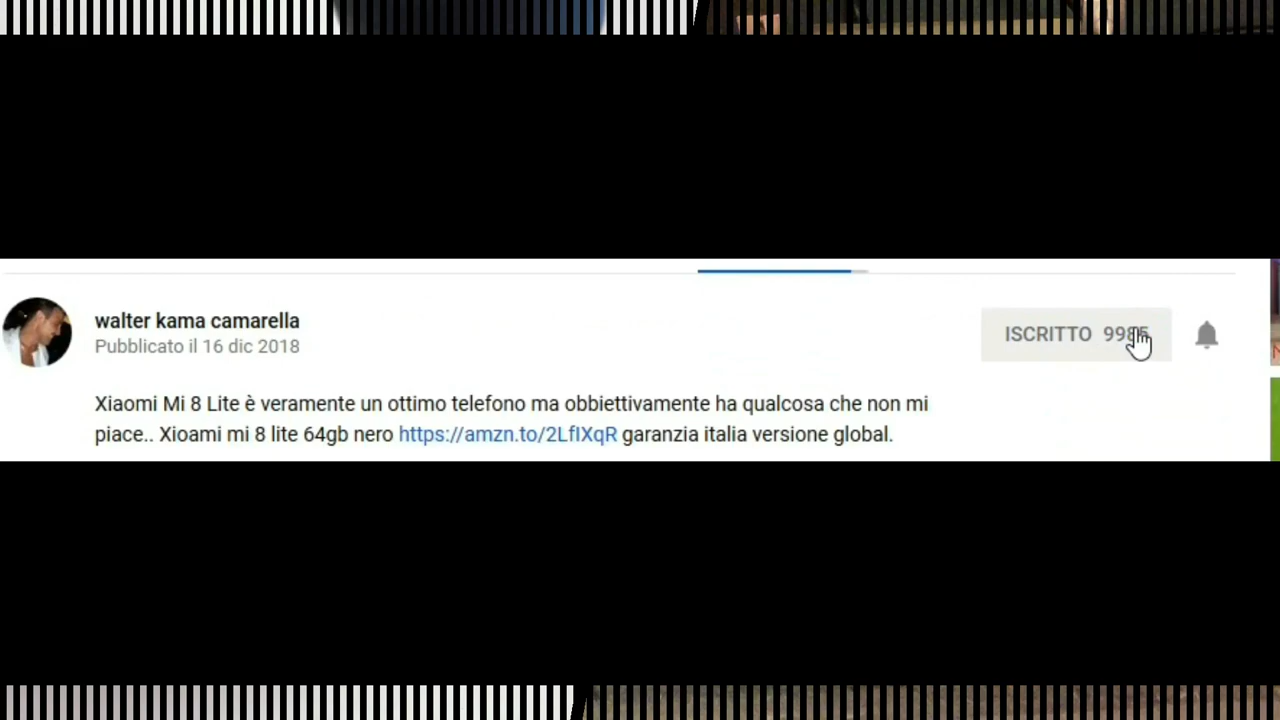 walter kama camarella
Pubblicato il 16 dic 2018
ISCRITTO
Xiaomi Mi 8 Lite è veramente un ottimo telefono ma obbiettivamente ha qualcosa che non mi
piace.. Xioami mi 8 lite 64gb nero https://amzn.to/2LfIXqR garanzia italia versione global.